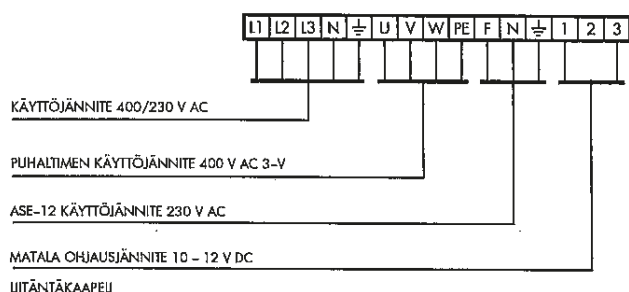 L1 L2 L3 N ⏚ U V W PE F N ⏚ 1 2 3
KÄYTTÖJÄNNITE 400/230 V AC
PUHALTIMEN KÄYTTÖJÄNNITE 400 V AC 3-V
ASE-12 KÄYTTÖJÄNNITE 230 V AC
MATALA OHJAUSJÄNNITE 10 - 12 V DC
LIITÄNTÄKAAPELI